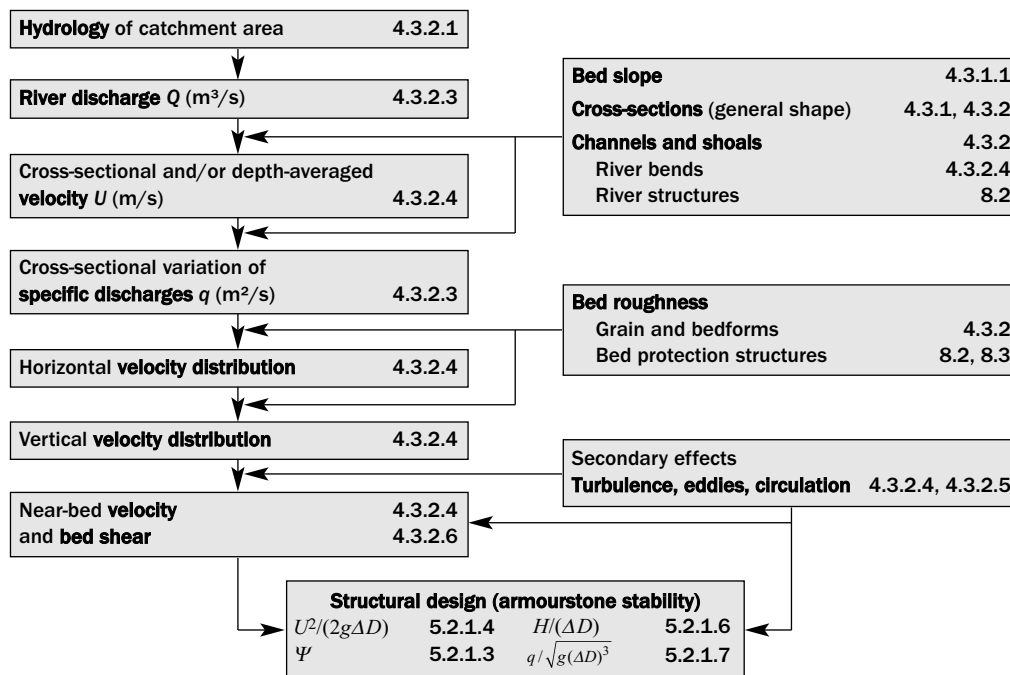 Hydrology of catchment area 4.3.2.1
River discharge Q (m³/s) 4.3.2.3
Cross-sectional and/or depth-averaged
velocity U (m/s) 4.3.2.4
Cross-sectional variation of
specific discharges q (m²/s) 4.3.2.3
Horizontal velocity distribution 4.3.2.4
Vertical velocity distribution 4.3.2.4
Near-bed velocity 4.3.2.4
and bed shear 4.3.2.6
Bed slope 4.3.1.1
Cross-sections (general shape) 4.3.1, 4.3.2
Channels and shoals 4.3.2
River bends 4.3.2.4
River structures 8.2
Bed roughness
Grain and bedforms 4.3.2
Bed protection structures 8.2, 8.3
Secondary effects
Turbulence, eddies, circulation 4.3.2.4, 4.3.2.5
Structural design (armourstone stability)
U²/(2gΔD) 5.2.1.4 H/(ΔD) 5.2.1.6
Ψ 5.2.1.3 q/√g(ΔD)³ 5.2.1.7